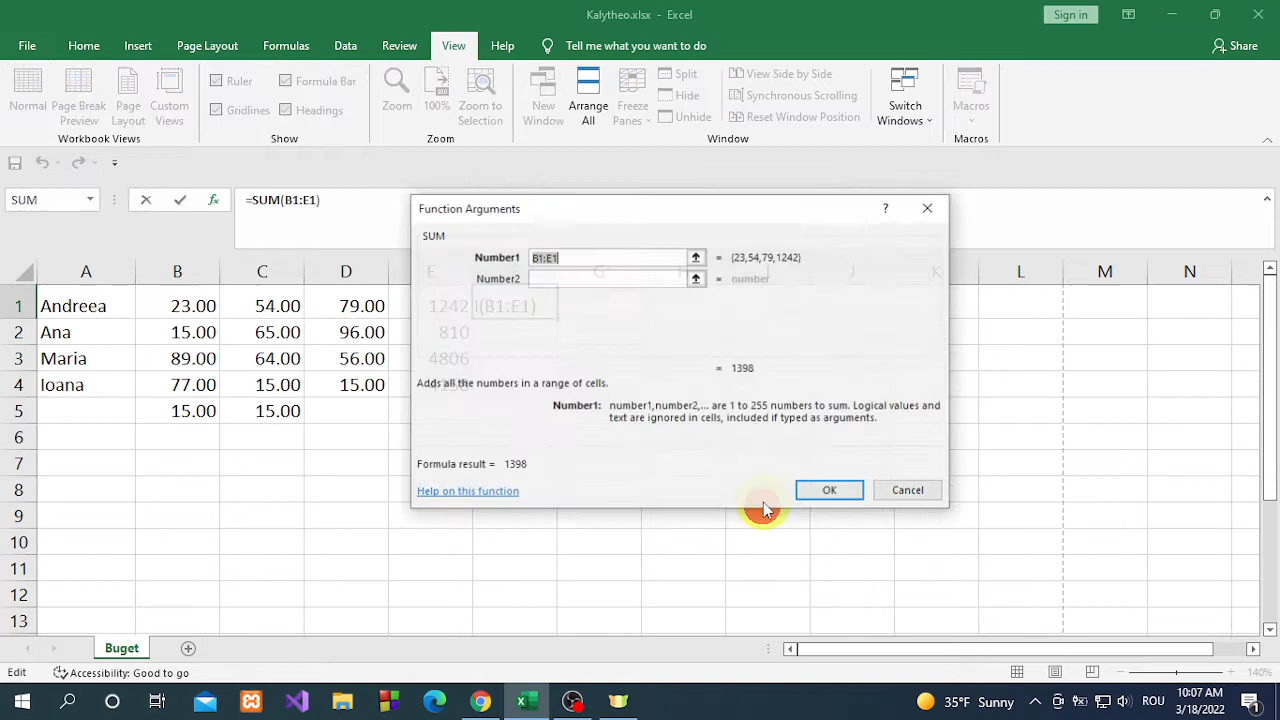 Kalytheo.xlsx - Excel
Sign in
File Home Insert Page Layout Formulas Data Review View Help Tell me what you want to do Share
Normal
Page Break Preview
Page Layout
Custom Views
Workbook Views
Ruler
Formula Bar
Gridlines
Headings
Show
Zoom
100%
Zoom to Selection
Zoom
New Window
Arrange All
Freeze Panes
Split
Hide
Unhide
View Side by Side
Synchronous Scrolling
Reset Window Position
Window
Switch Windows
Macros
Macros
SUM
fx
=SUM(B1:E1)
A B C D E G H I J K L M N
1 Andreea 23.00 54.00 79.00 1242 (B1:E1)
2 Ana 15.00 65.00 96.00 810
3 Maria 89.00 64.00 56.00 4806
4 Ioana 77.00 15.00 15.00
5 15.00 15.00
6
7
8
9
10
11
12
13
Function Arguments
?
SUM
Number1 B1:E1 = {23,54,79,1242}
Number2 = number
= 1398
Adds all the numbers in a range of cells.
Number1: number1,number2,... are 1 to 255 numbers to sum. Logical values and
text are ignored in cells, included if typed as arguments.
Formula result = 1398
Help on this function
OK
Cancel
Buget
Edit
Accessibility: Good to go
140%
35°F Sunny
ROU
10:07 AM
3/18/2022
1